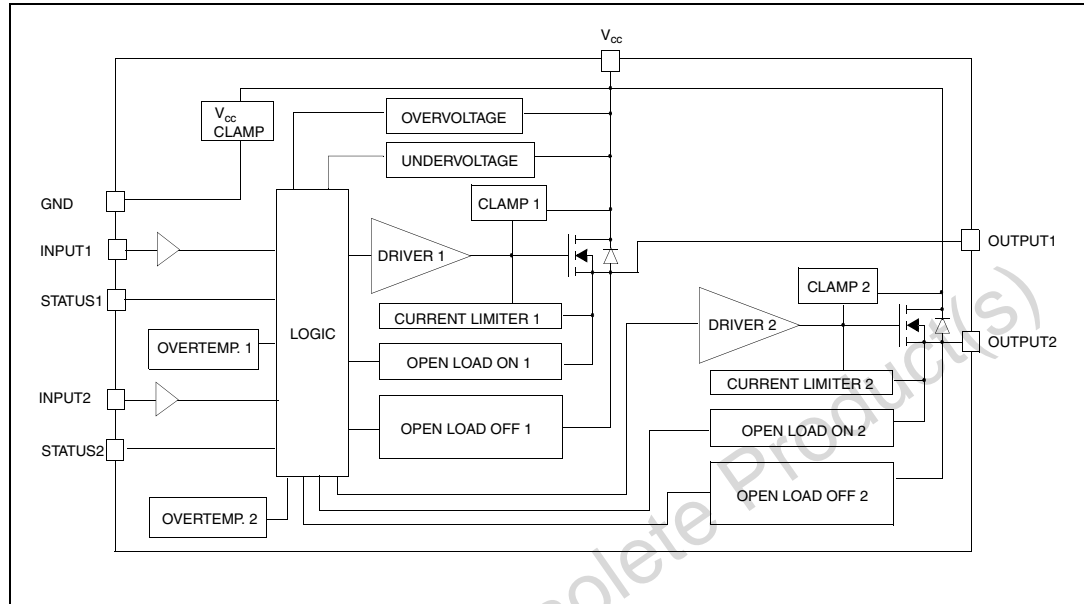 Vcc
Vcc
CLAMP
OVERVOLTAGE
UNDERVOLTAGE
GND
CLAMP 1
INPUT1
DRIVER 1
OUTPUT1
STATUS1
LOGIC
CURRENT LIMITER 1
CLAMP 2
DRIVER 2
OUTPUT2
OVERTEMP. 1
OPEN LOAD ON 1
CURRENT LIMITER 2
INPUT2
OPEN LOAD OFF 1
OPEN LOAD ON 2
STATUS2
OPEN LOAD OFF 2
OVERTEMP. 2
solete Product(s)